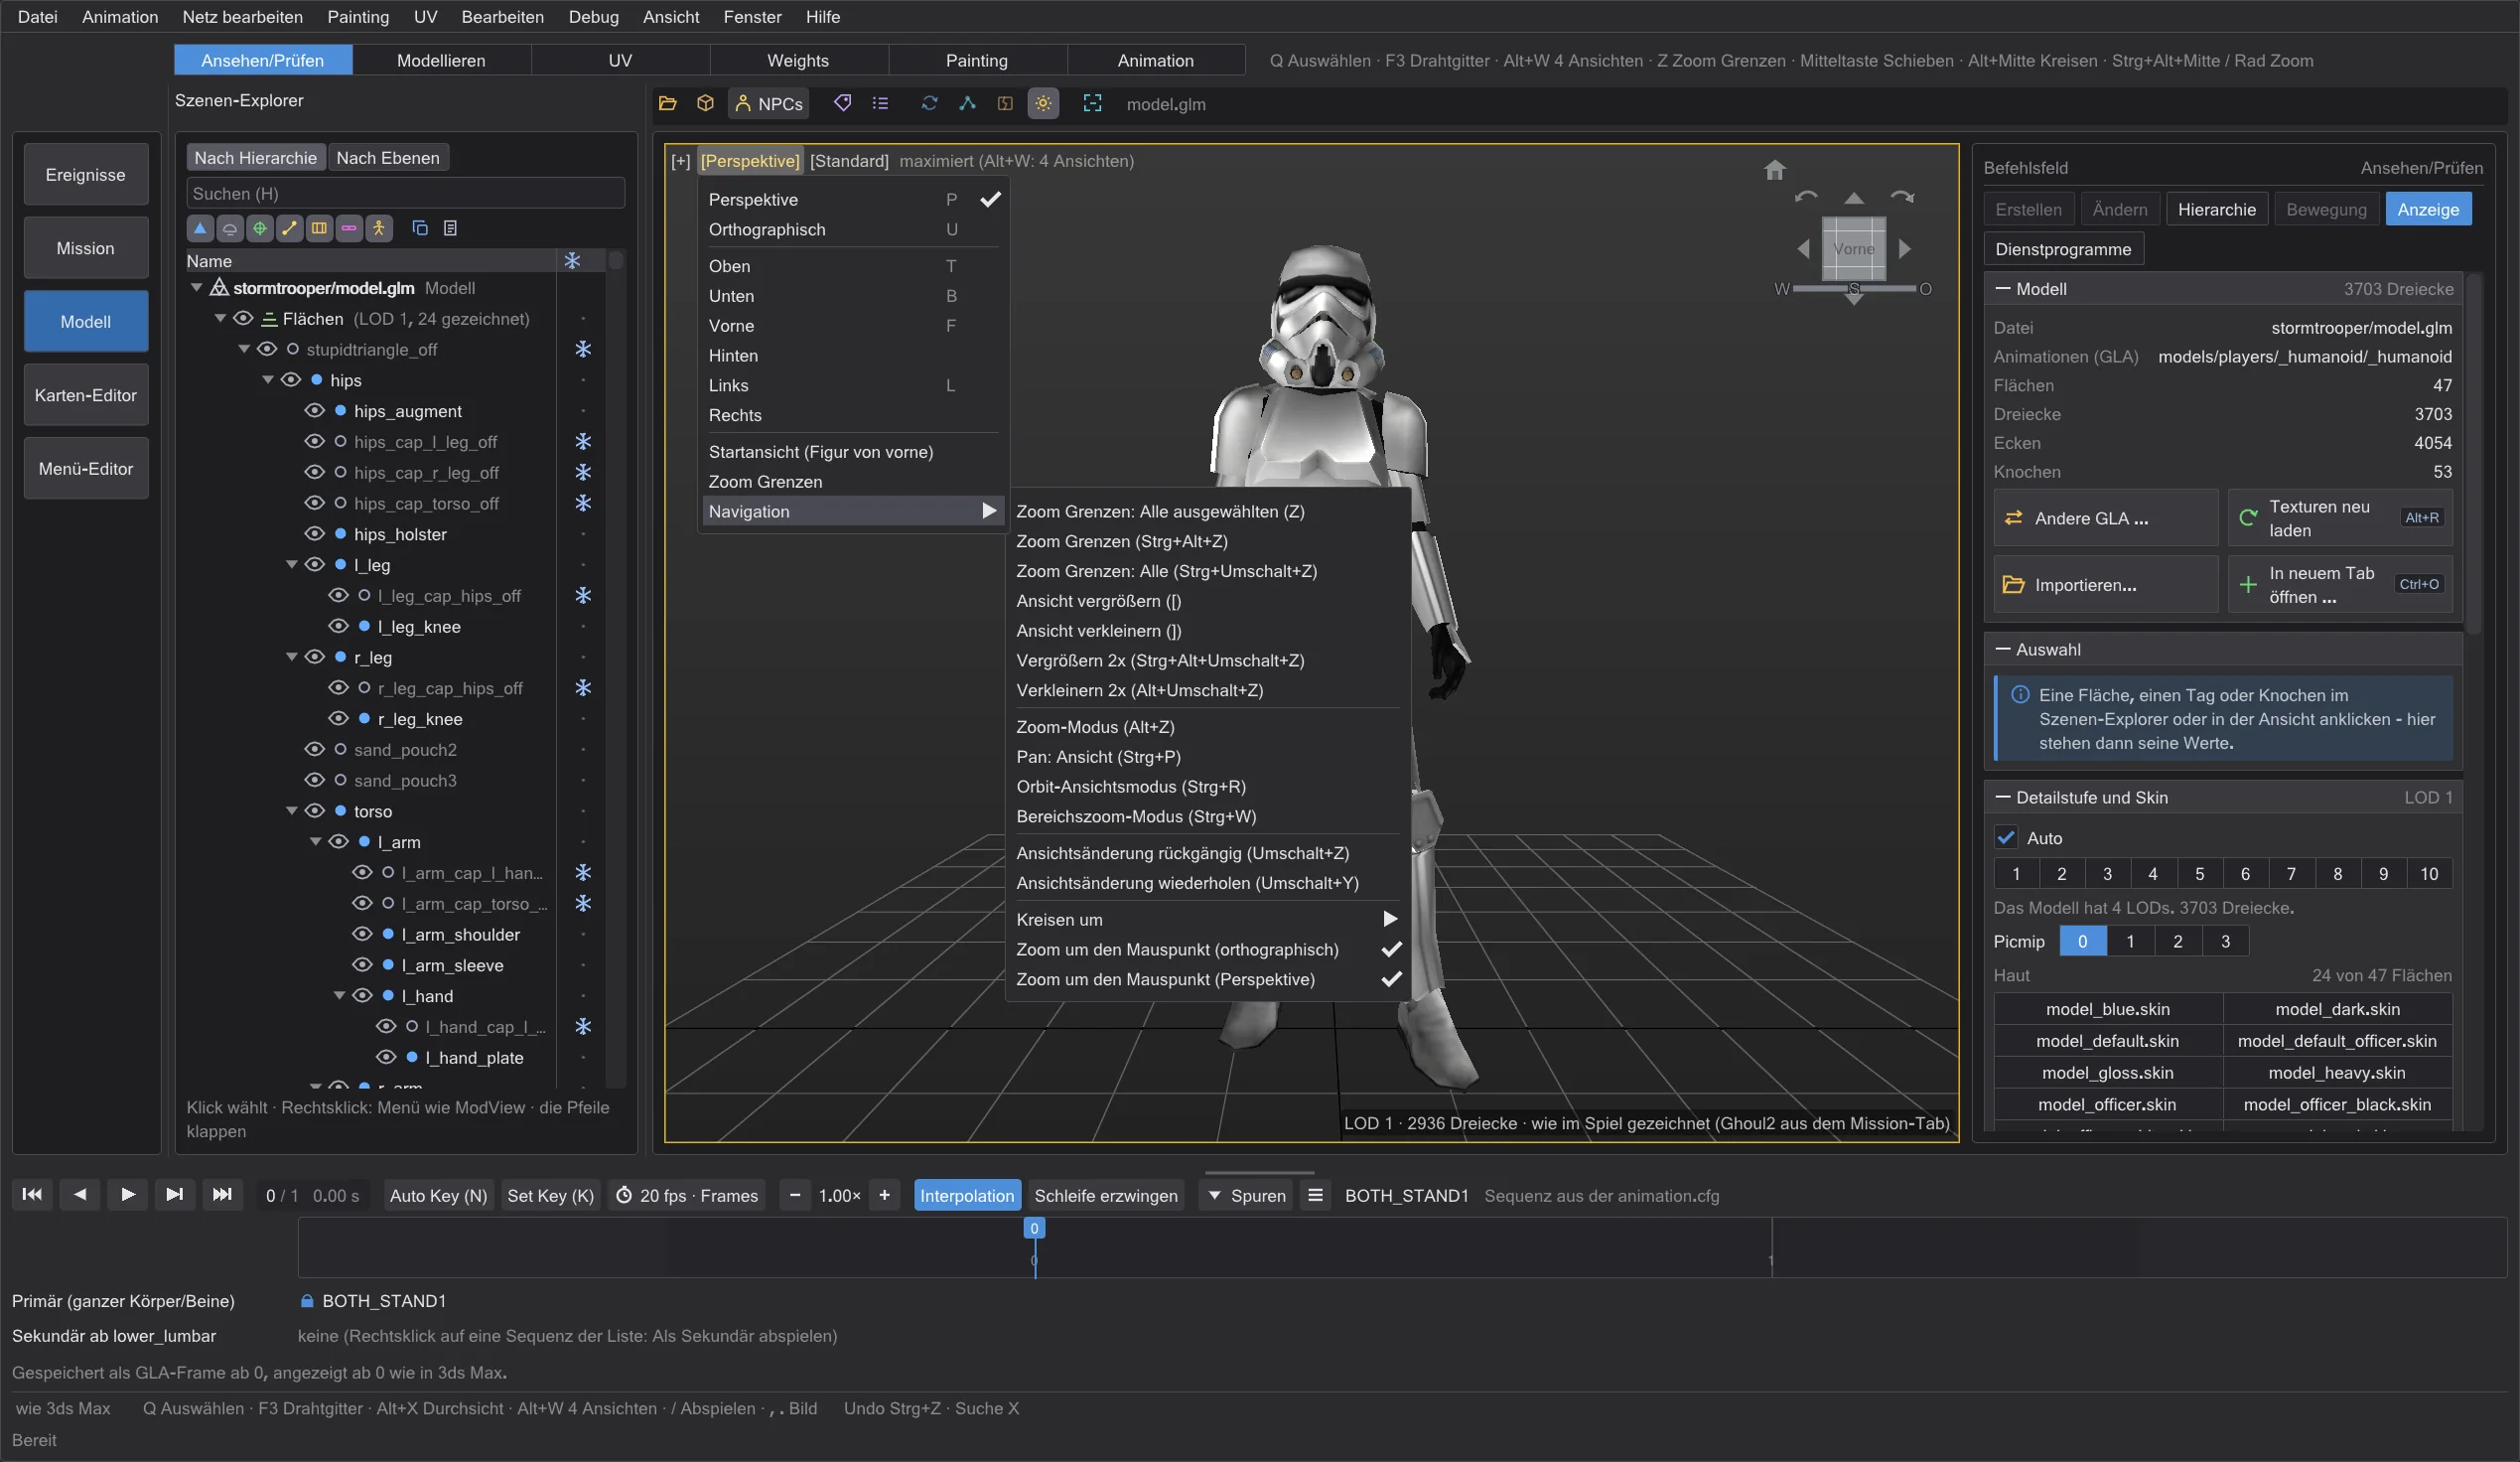 Datei Animation Netz bearbeiten Painting UV Bearbeiten Debug Ansicht Fenster Hilfe
Ansehen/Prüfen Modellieren UV Weights Painting Animation Q Auswählen · F3 Drahtgitter · Alt+W 4 Ansichten · Z Zoom Grenzen · Mitteltaste Schieben · Alt+Mitte Kreisen · Strg+Alt+Mitte / Rad Zoom
Ereignisse
Mission
Modell
Karten-Editor
Menü-Editor
Szenen-Explorer
Nach Hierarchie Nach Ebenen
Suchen (H)
Name
stormtrooper/model.glm Modell
Flächen (LOD 1, 24 gezeichnet)
stupidtriangle_off
hips
hips_augment
hips_cap_l_leg_off
hips_cap_r_leg_off
hips_cap_torso_off
hips_holster
l_leg
l_leg_cap_hips_off
l_leg_knee
r_leg
r_leg_cap_hips_off
r_leg_knee
sand_pouch2
sand_pouch3
torso
l_arm
l_arm_cap_l_han...
l_arm_cap_torso_...
l_arm_shoulder
l_arm_sleeve
l_hand
l_hand_cap_l_...
l_hand_plate
r_arm
Klick wählt · Rechtsklick: Menü wie ModView · die Pfeile
klappen
NPCs model.glm
[+] [Perspektive] [Standard] maximiert (Alt+W: 4 Ansichten)
Perspektive P
Orthographisch U
Oben T
Unten B
Vorne F
Hinten
Links L
Rechts
Startansicht (Figur von vorne)
Zoom Grenzen
Navigation
Zoom Grenzen: Alle ausgewählten (Z)
Zoom Grenzen (Strg+Alt+Z)
Zoom Grenzen: Alle (Strg+Umschalt+Z)
Ansicht vergrößern ([)
Ansicht verkleinern (])
Vergrößern 2x (Strg+Alt+Umschalt+Z)
Verkleinern 2x (Alt+Umschalt+Z)
Zoom-Modus (Alt+Z)
Pan: Ansicht (Strg+P)
Orbit-Ansichtsmodus (Strg+R)
Bereichszoom-Modus (Strg+W)
Ansichtsänderung rückgängig (Umschalt+Z)
Ansichtsänderung wiederholen (Umschalt+Y)
Kreisen um
Zoom um den Mauspunkt (orthographisch)
Zoom um den Mauspunkt (Perspektive)
Vorne
W S O
LOD 1 · 2936 Dreiecke · wie im Spiel gezeichnet (Ghoul2 aus dem Mission-Tab)
Befehlsfeld Ansehen/Prüfen
Erstellen Ändern Hierarchie Bewegung Anzeige
Dienstprogramme
Modell 3703 Dreiecke
Datei stormtrooper/model.glm
Animationen (GLA) models/players/_humanoid/_humanoid
Flächen 47
Dreiecke 3703
Ecken 4054
Knochen 53
Andere GLA ...
Texturen neu
laden Alt+R
Importieren...
In neuem Tab
öffnen ... Ctrl+O
Auswahl
Eine Fläche, einen Tag oder Knochen im
Szenen-Explorer oder in der Ansicht anklicken - hier
stehen dann seine Werte.
Detailstufe und Skin LOD 1
Auto
1 2 3 4 5 6 7 8 9 10
Das Modell hat 4 LODs. 3703 Dreiecke.
Picmip 0 1 2 3
Haut 24 von 47 Flächen
model_blue.skin model_dark.skin
model_default.skin model_default_officer.skin
model_gloss.skin model_heavy.skin
model_officer.skin model_officer_black.skin
0 / 1 0.00 s Auto Key (N) Set Key (K) 20 fps · Frames − 1.00× + Interpolation Schleife erzwingen Spuren BOTH_STAND1 Sequenz aus der animation.cfg
0
0 1
Primär (ganzer Körper/Beine) BOTH_STAND1
Sekundär ab lower_lumbar keine (Rechtsklick auf eine Sequenz der Liste: Als Sekundär abspielen)
Gespeichert als GLA-Frame ab 0, angezeigt ab 0 wie in 3ds Max.
wie 3ds Max Q Auswählen · F3 Drahtgitter · Alt+X Durchsicht · Alt+W 4 Ansichten · / Abspielen · , . Bild Undo Strg+Z · Suche X
Bereit